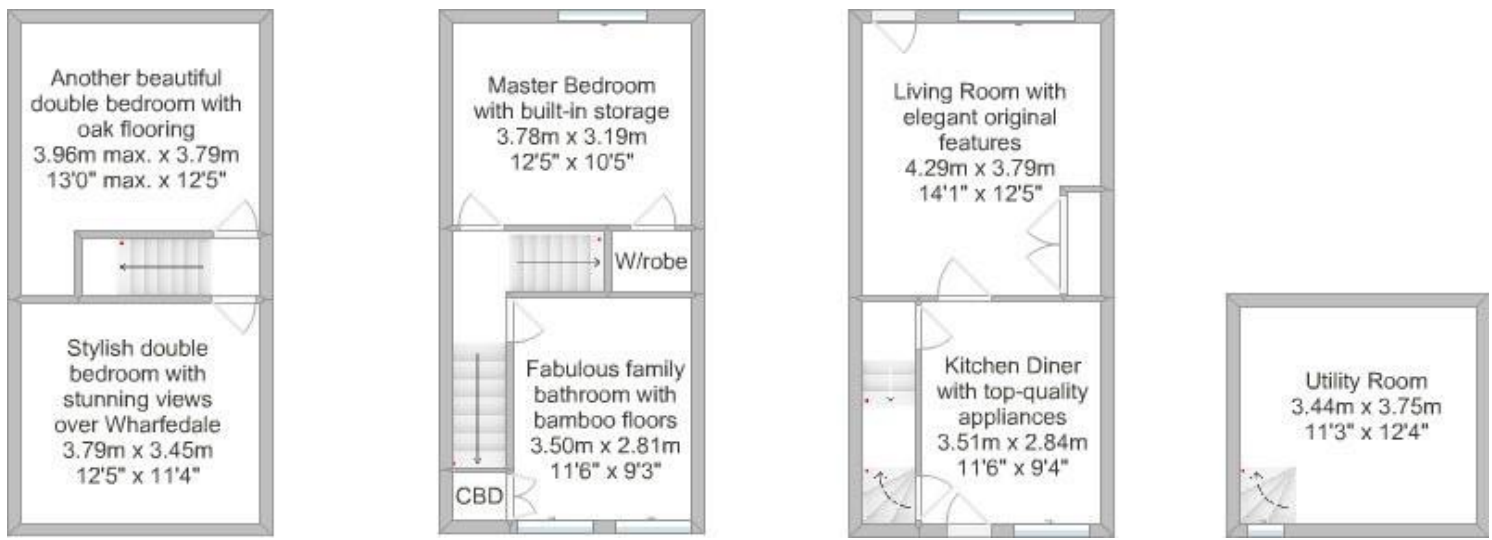 Another beautiful
double bedroom with
oak flooring
3.96m max. x 3.79m
13'0" max. x 12'5"
Stylish double
bedroom with
stunning views
over Wharfedale
3.79m x 3.45m
12'5" x 11'4"
Master Bedroom
with built-in storage
3.78m x 3.19m
12'5" x 10'5"
W/robe
Fabulous family
bathroom with
bamboo floors
3.50m x 2.81m
11'6" x 9'3"
CBD
Living Room with
elegant original
features
4.29m x 3.79m
14'1" x 12'5"
Kitchen Diner
with top-quality
appliances
3.51m x 2.84m
11'6" x 9'4"
Utility Room
3.44m x 3.75m
11'3" x 12'4"